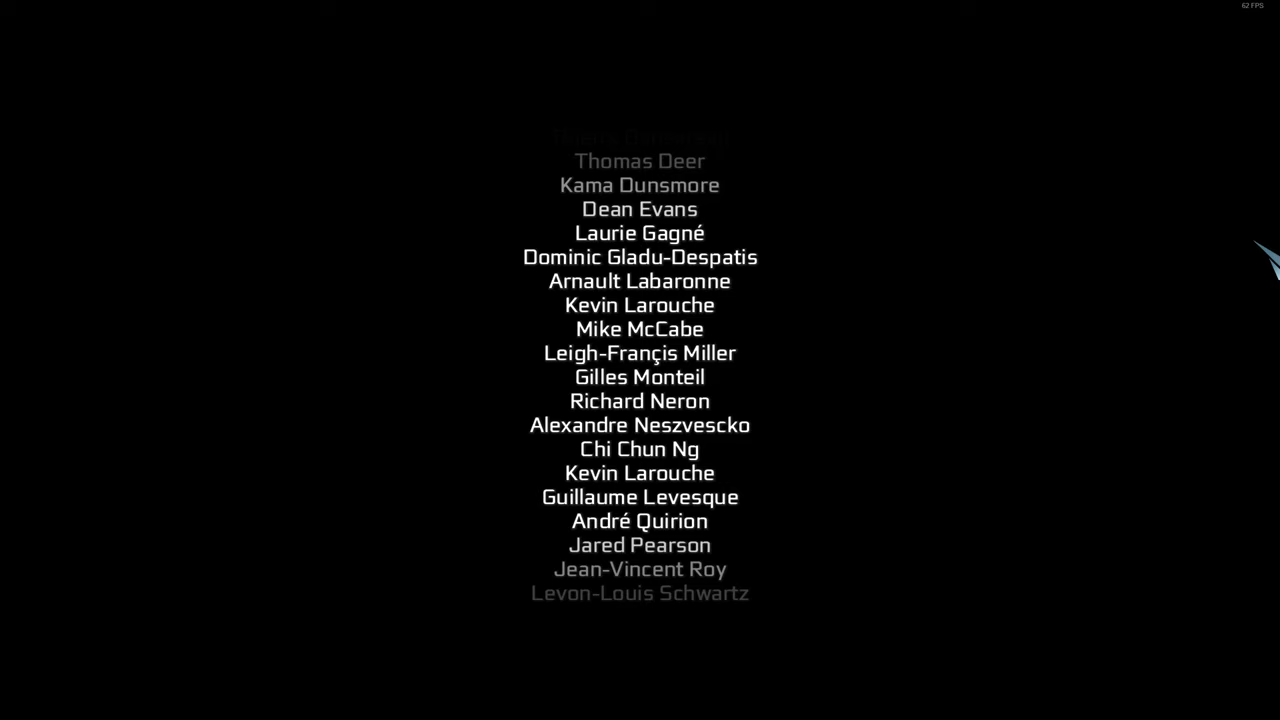 62 FPS
Thomas Deer
Kama Dunsmore
Dean Evans
Laurie Gagné
Dominic Gladu-Despatis
Arnault Labaronne
Kevin Larouche
Mike McCabe
Leigh-Françis Miller
Gilles Monteil
Richard Neron
Alexandre Neszvescko
Chi Chun Ng
Kevin Larouche
Guillaume Levesque
André Quirion
Jared Pearson
Jean-Vincent Roy
Levon-Louis Schwartz